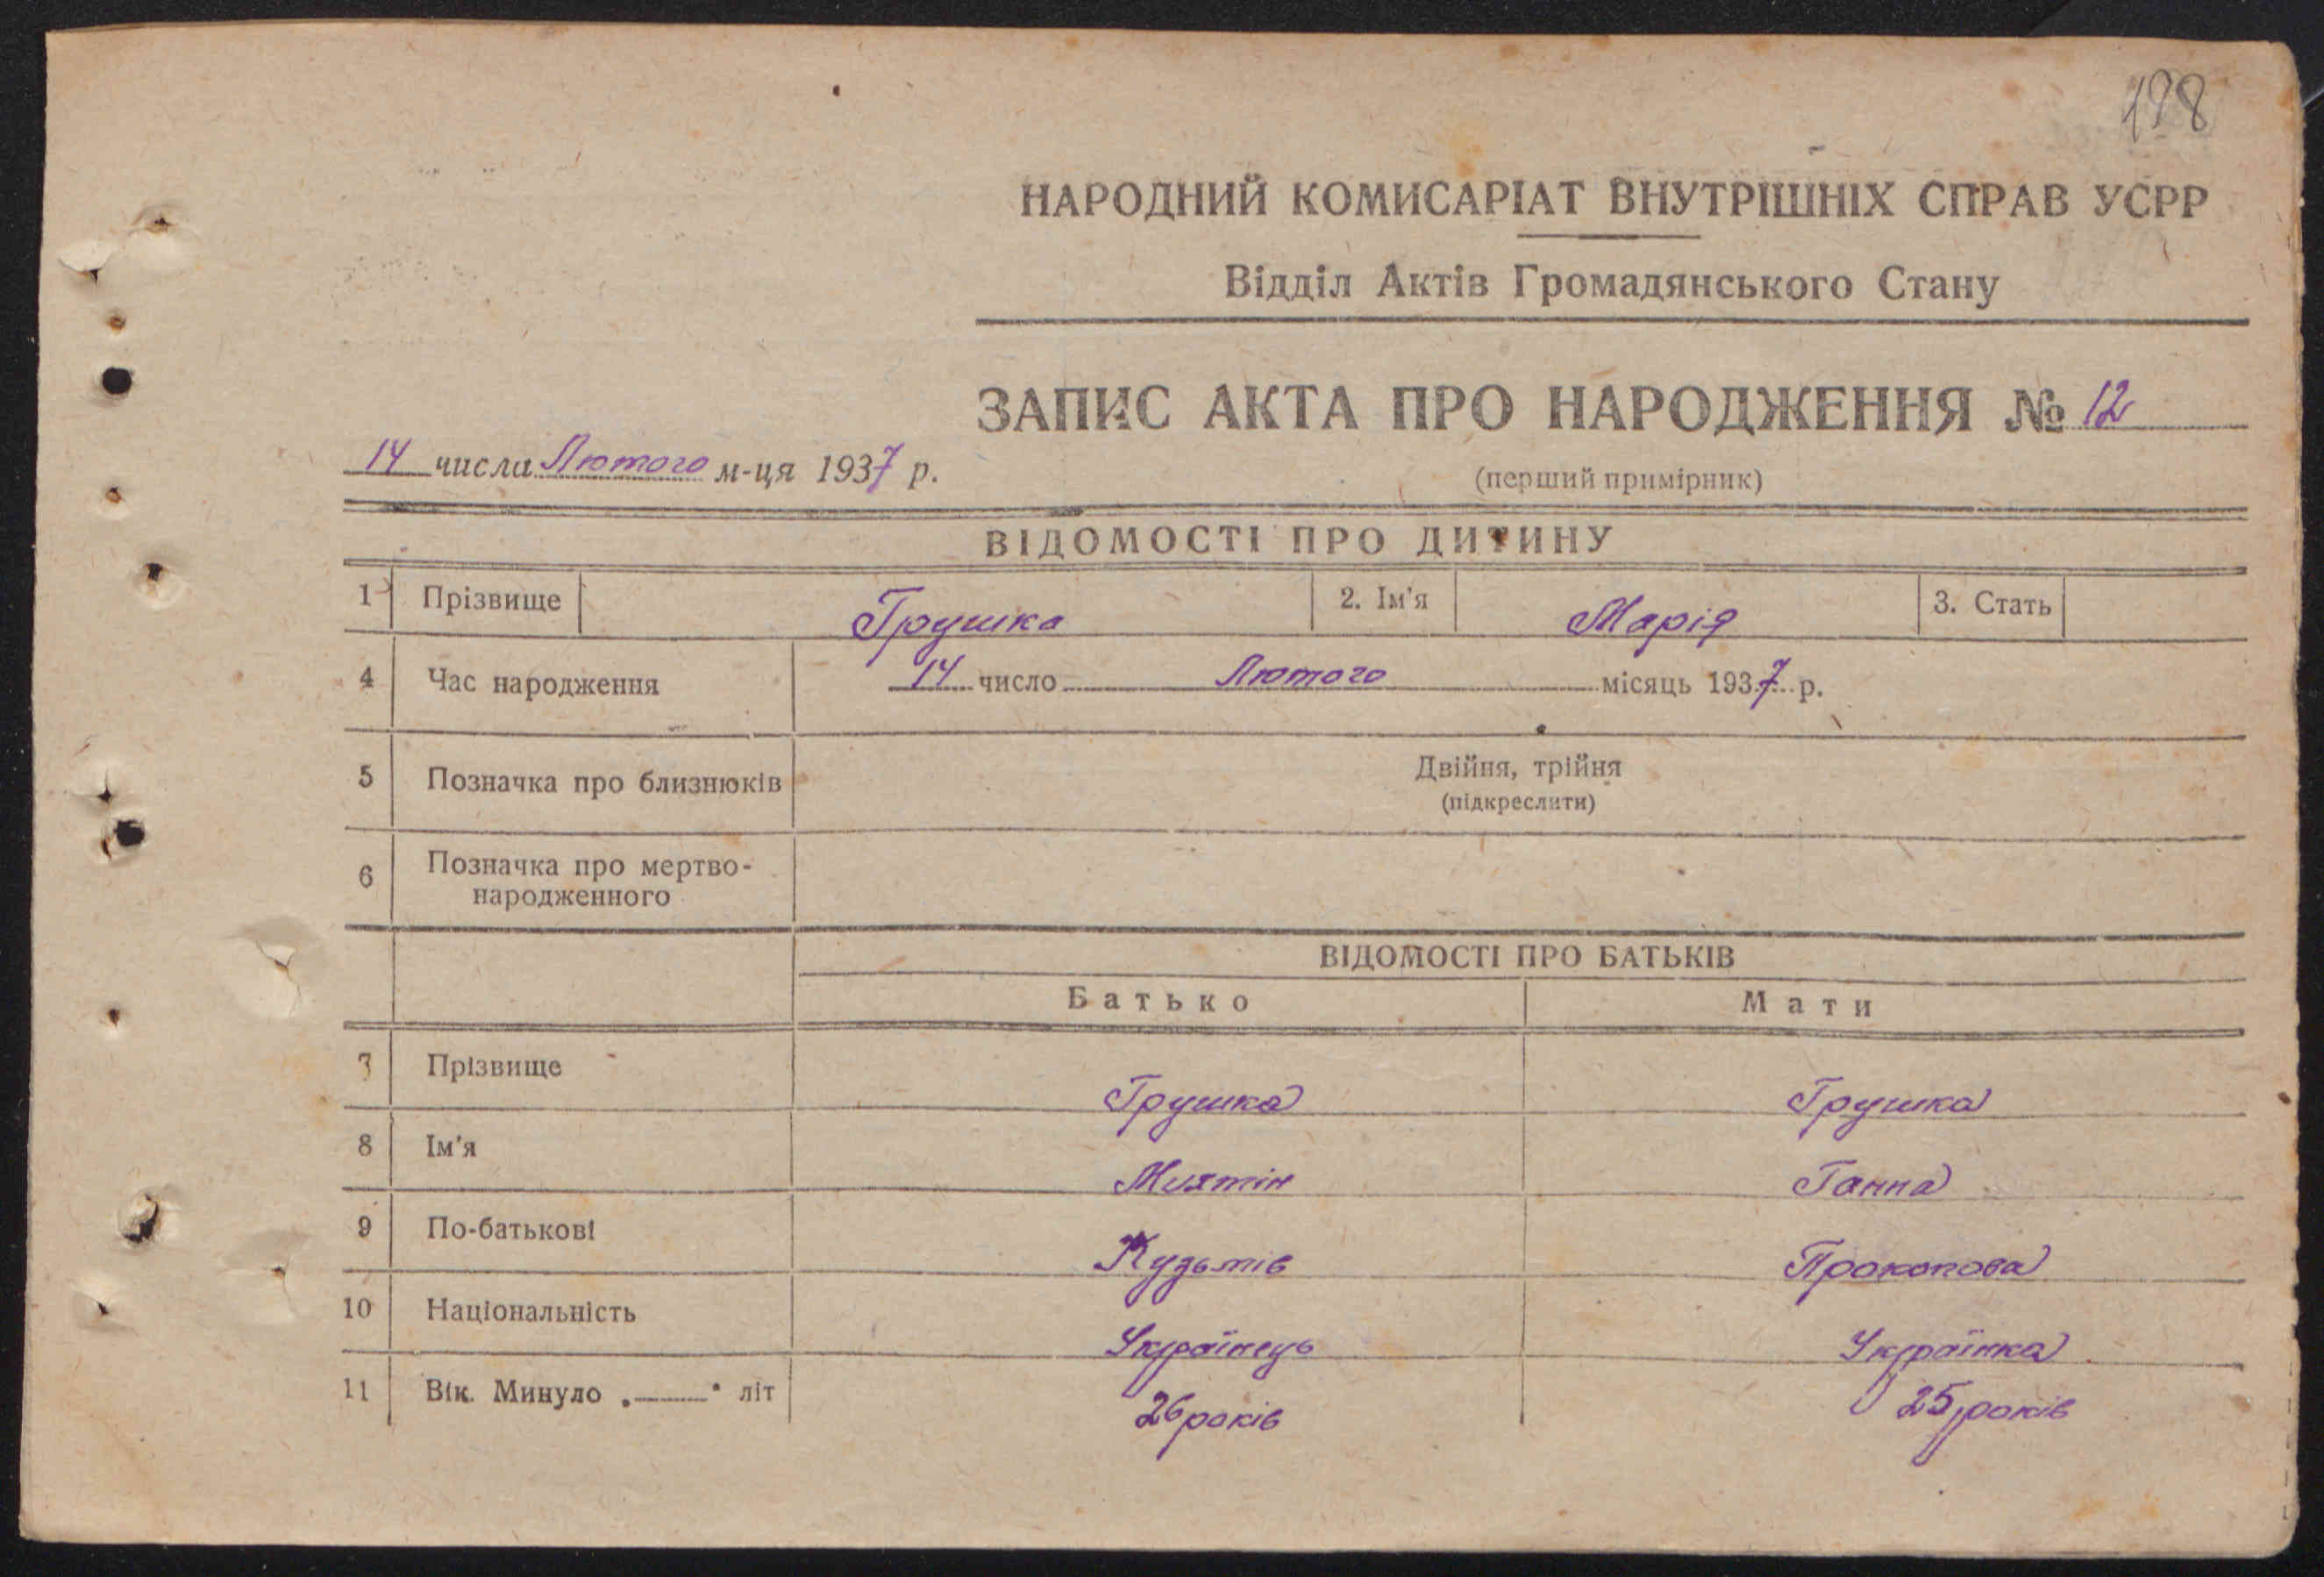 198
НАРОДНИЙ КОМИСАРІАТ ВНУТРІШНІХ СПРАВ УСРР
Відділ Актів Громадянського Стану
ЗАПИС АКТА ПРО НАРОДЖЕННЯ № 12
14 числа Лютого м-ця 1937 р.
(перший примірник)
ВІДОМОСТІ ПРО ДИТИНУ
1 Прізвище Грушка 2. Ім'я Марія 3. Стать
4 Час народження 14 число Лютого місяць 1937 р.
5 Позначка про близнюків Двійня, трійня
(підкреслити)
6 Позначка про мертво-
народженного
ВІДОМОСТІ ПРО БАТЬКІВ
Батько Мати
7 Прізвище Грушка Грушка
8 Ім'я Ганна
9 По-батькові Кузьмів Прокопова
10 Національність Українець Українка
11 Вік. Минуло „——" літ 26 років 25 років